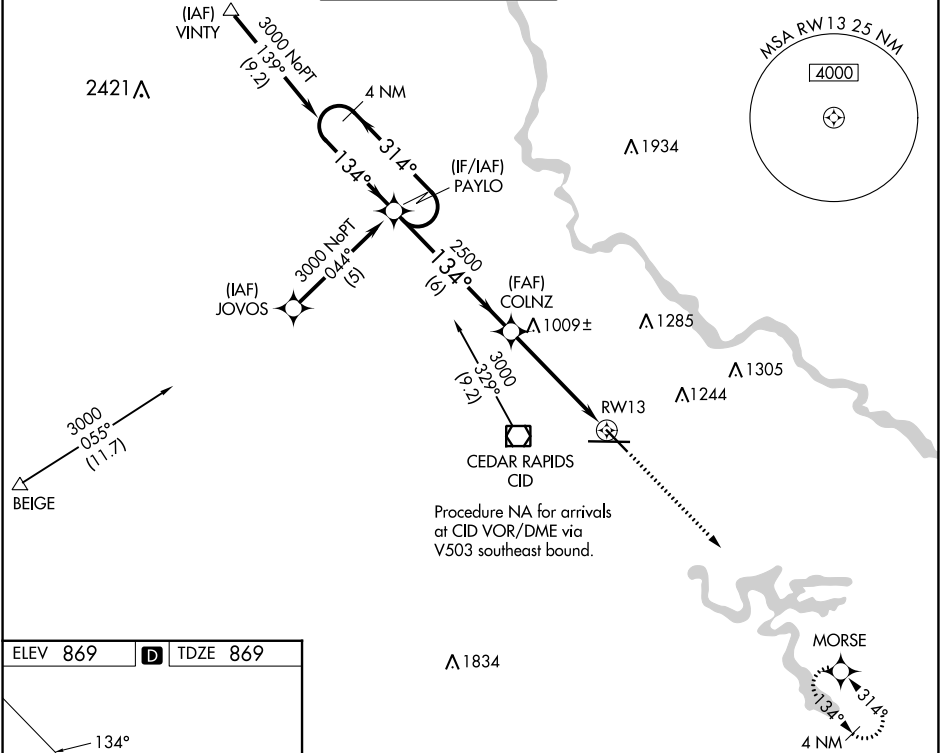 (IAF)
VINTY
3000 NoPT
139°
(9.2)
2421
4 NM
314°
134°
(IF/IAF)
PAYLO
MSA RW13 25 NM
4000
1934
3000 NoPT
044°
(5)
(IAF)
JOVOS
2500
134°
(6)
(FAF)
COLNZ
1009±
1285
1305
1244
3000
329°
(9.2)
RW13
3000
055°
(11.7)
BEIGE
CEDAR RAPIDS
CID
Procedure NA for arrivals
at CID VOR/DME via
V503 southeast bound.
1834
MORSE
134°
314°
4 NM
ELEV 869 D TDZE 869
134°